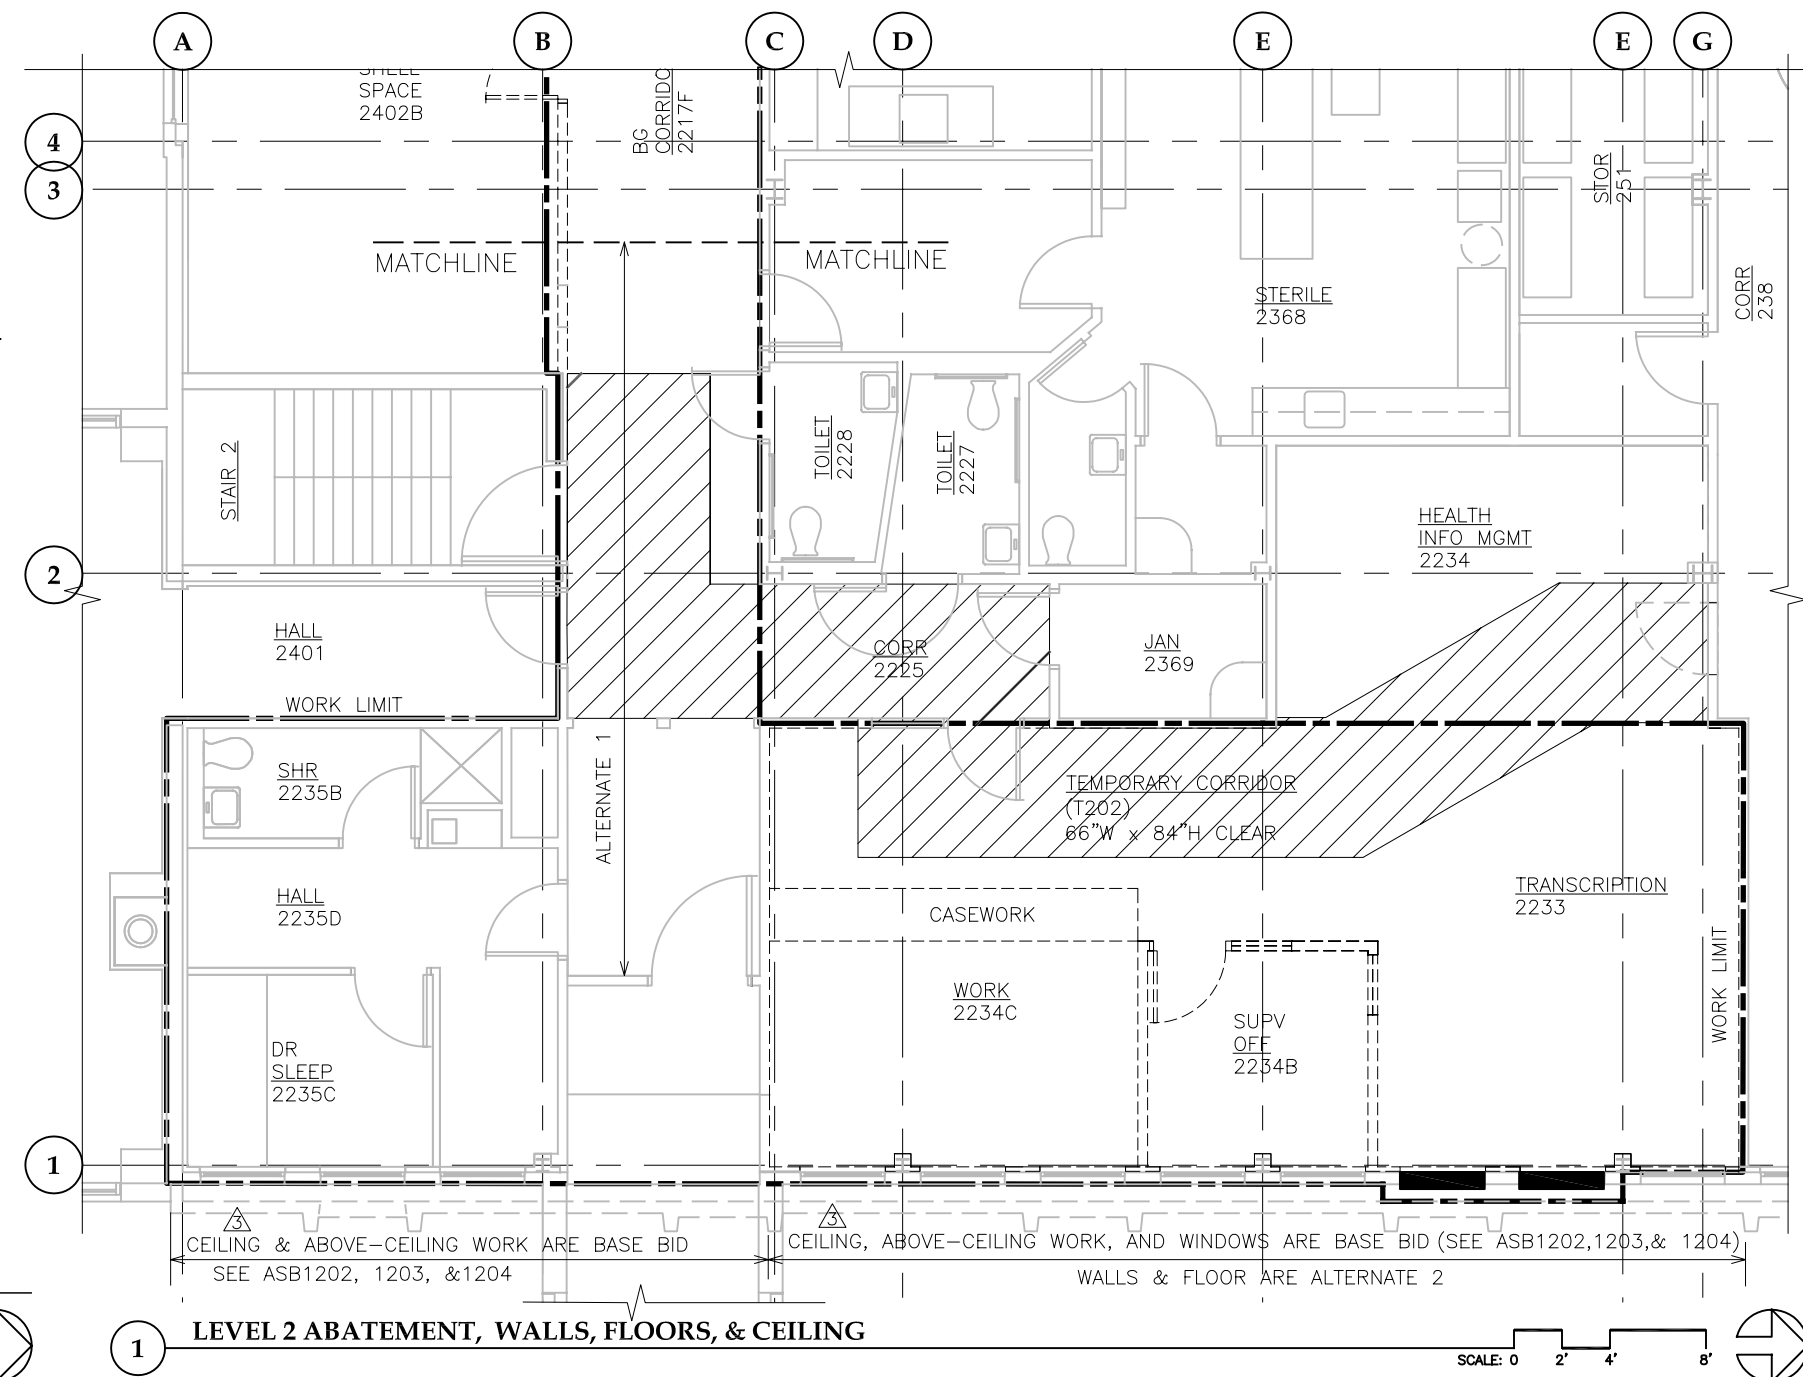 A
B
C
D
E
E
G
4
3
2
1
SPACE
2402B
BG
CORRIDO
2217F
STOR
251
CORR
238
MATCHLINE
MATCHLINE
STERILE
2368
STAIR 2
TOILET
2228
TOILET
2227
HEALTH
INFO MGMT
2234
HALL
2401
WORK LIMIT
CORR
2225
JAN
2369
SHR
2235B
ALTERNATE 1
TEMPORARY CORRIDOR
(T202)
66"W x 84"H CLEAR
HALL
2235D
CASEWORK
TRANSCRIPTION
2233
WORK LIMIT
WORK
2234C
SUPV
OFF
2234B
DR
SLEEP
2235C
3
3
CEILING & ABOVE-CEILING WORK ARE BASE BID
SEE ASB1202, 1203, &1204
CEILING, ABOVE-CEILING WORK, AND WINDOWS ARE BASE BID (SEE ASB1202,1203,& 1204)
WALLS & FLOOR ARE ALTERNATE 2
1
LEVEL 2 ABATEMENT, WALLS, FLOORS, & CEILING
SCALE: 0 2' 4' 8'